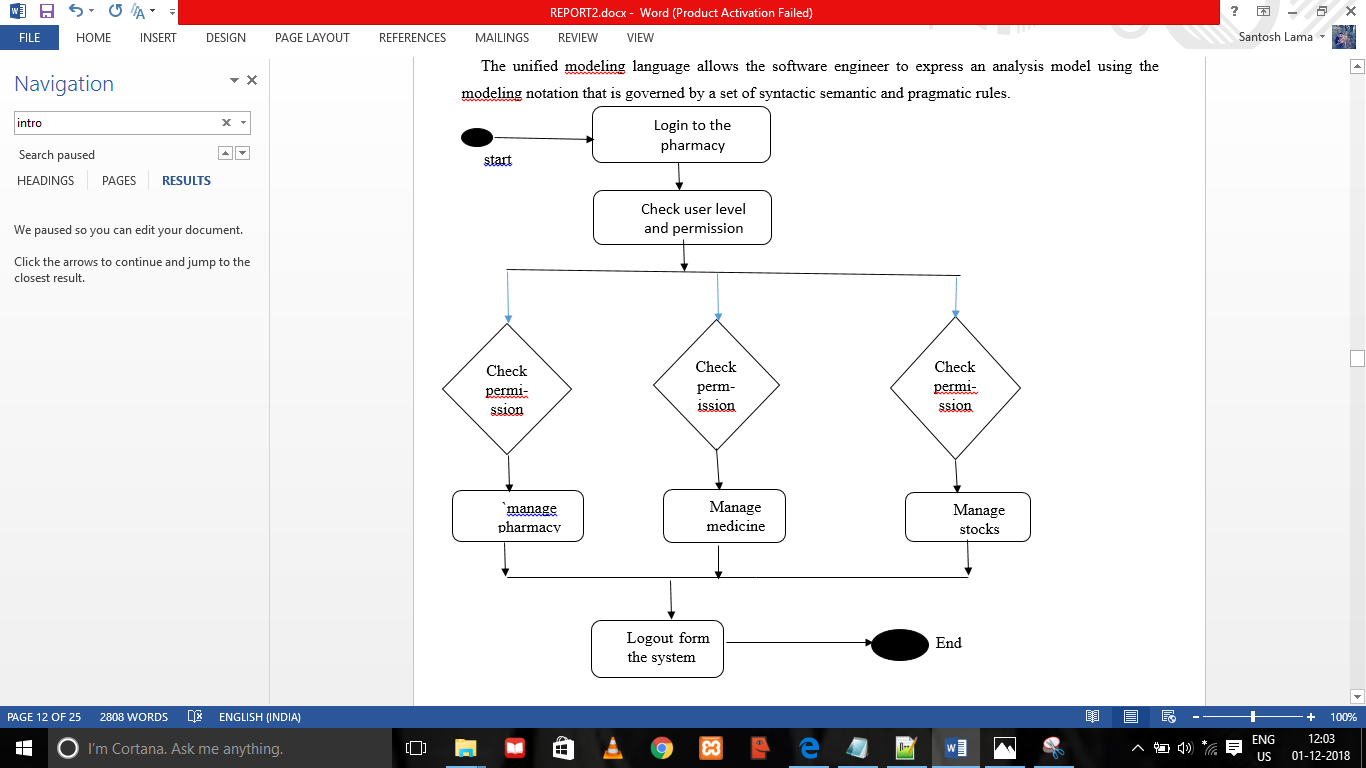 REPORT2.docx - Word (Product Activation Failed)
FILE HOME INSERT DESIGN PAGE LAYOUT REFERENCES MAILINGS REVIEW VIEW
Santosh Lama
Navigation
intro
Search paused
HEADINGS PAGES RESULTS
We paused so you can edit your document.
Click the arrows to continue and jump to the
closest result.
The unified modeling language allows the software engineer to express an analysis model using the
modeling notation that is governed by a set of syntactic semantic and pragmatic rules.
start
Login to the
pharmacy
Check user level
and permission
Check
permi-
ssion
Check
perm-
ission
Check
permi-
ssion
`manage
pharmacy
Manage
medicine
Manage
stocks
Logout form
the system
End
PAGE 12 OF 25 2808 WORDS ENGLISH (INDIA)
100%
I'm Cortana. Ask me anything.
ENG
US
12:03
01-12-2018